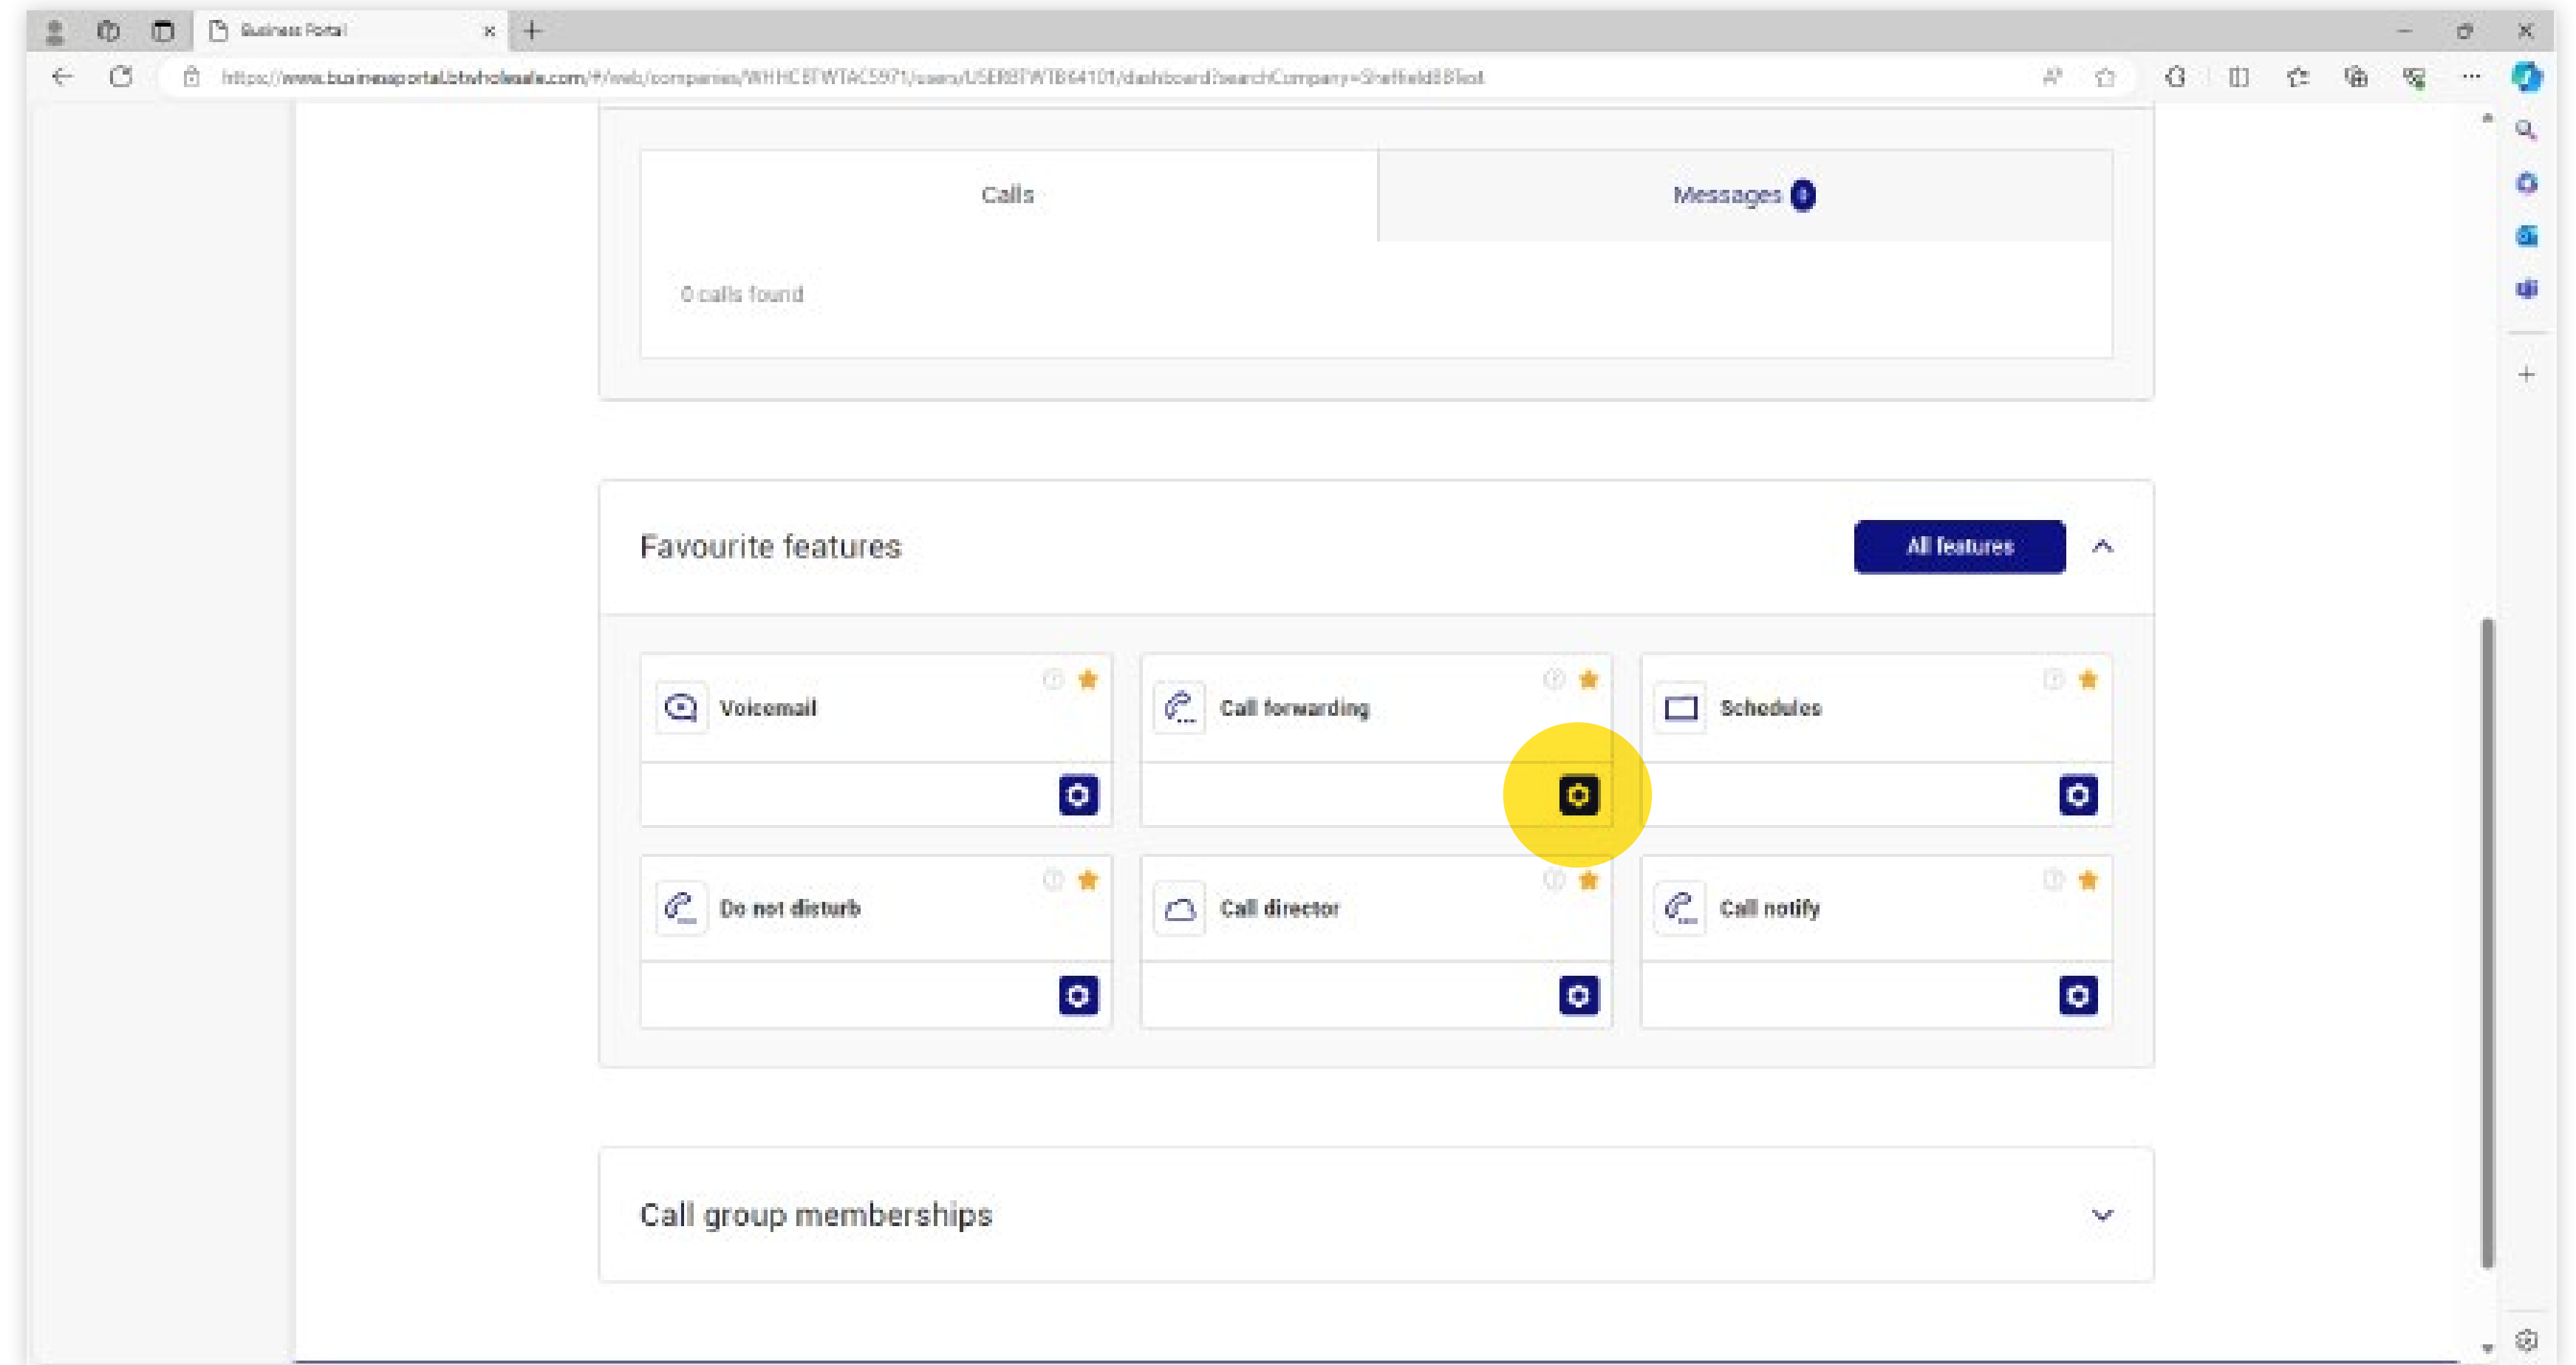 Business Portal
Calls
Messages
0 calls found
Favourite features
All features
Voicemail
Call forwarding
Schedules
Do not disturb
Call director
Call notify
Call group memberships